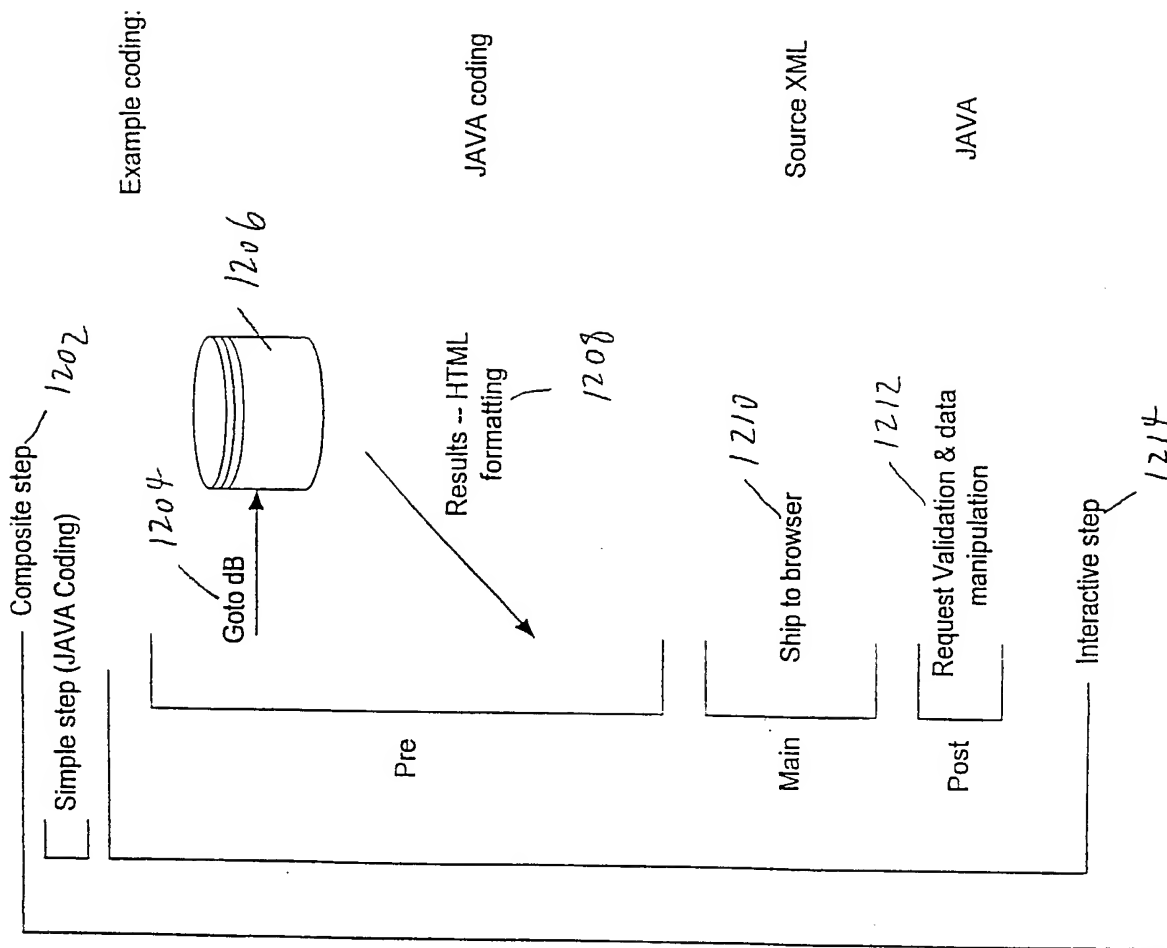 Composite step
1202
Simple step (JAVA Coding)
Example coding:
1204
Goto dB
1206
Pre
Results -- HTML
formatting
1208
JAVA coding
Main
Ship to browser
1210
Source XML
Post
Request Validation & data
manipulation
1212
JAVA
Interactive step
1214